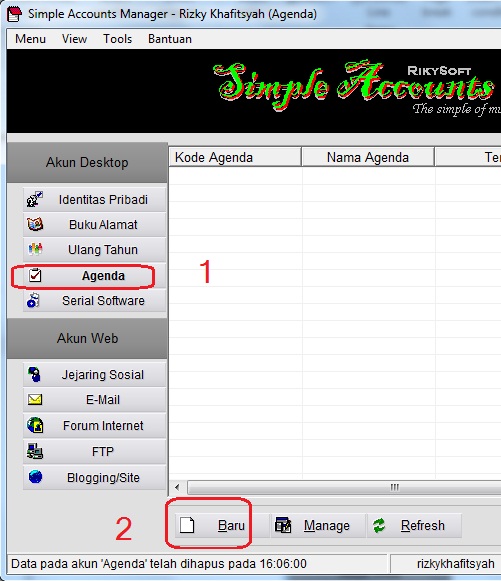 Simple Accounts Manager - Rizky Khafitsyah (Agenda)
Menu View Tools Bantuan
RIKYSOFT
Simple Accounts
The simple of mu
Akun Desktop
Kode Agenda Nama Agenda Te
Identitas Pribadi
Buku Alamat
Ulang Tahun
Agenda
1
Serial Software
Akun Web
Jejaring Sosial
E-Mail
Forum Internet
FTP
Blogging/Site
2
Baru Manage Refresh
Data pada akun 'Agenda' telah dihapus pada 16:06:00 rizkykhafitsyah